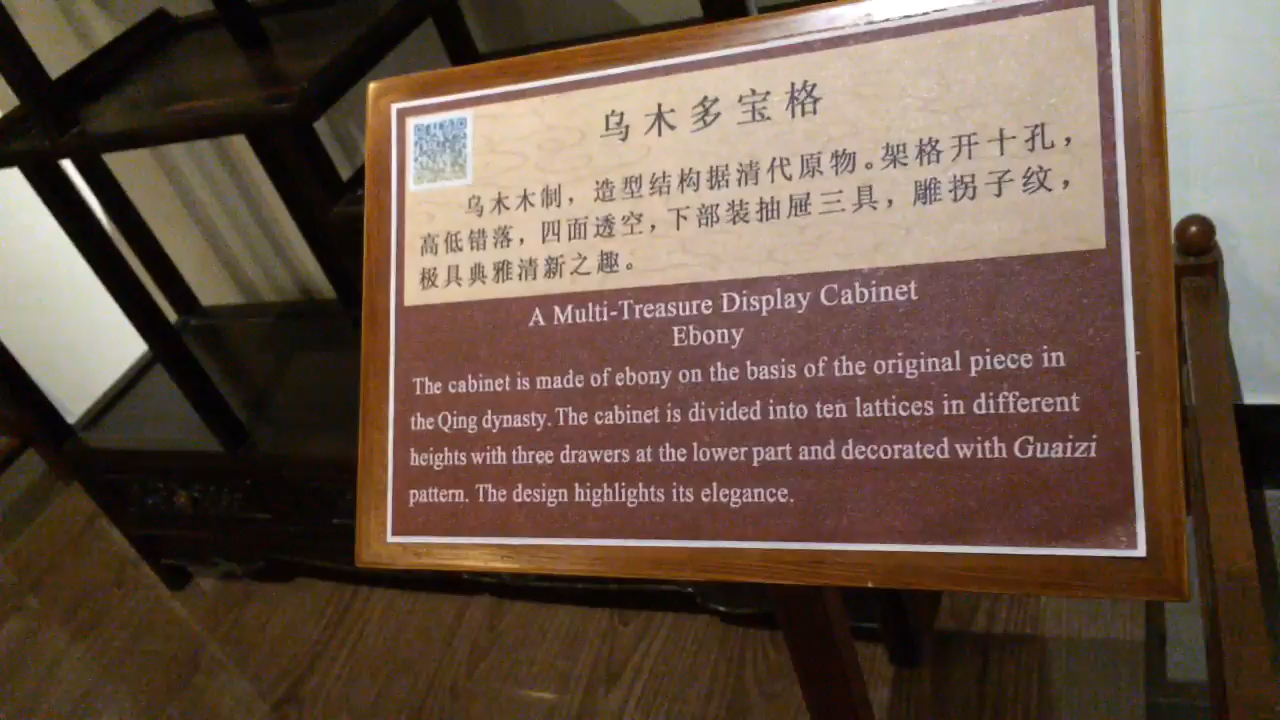 乌木多宝格
乌木木制，造型结构据清代原物。架格开十孔，
高低错落，四面透空，下部装抽屉三具，雕拐子纹，
极具典雅清新之趣。
A Multi-Treasure Display Cabinet
Ebony
The cabinet is made of ebony on the basis of the original piece in
the Qing dynasty. The cabinet is divided into ten lattices in different
heights with three drawers at the lower part and decorated with Guaizi
pattern. The design highlights its elegance.